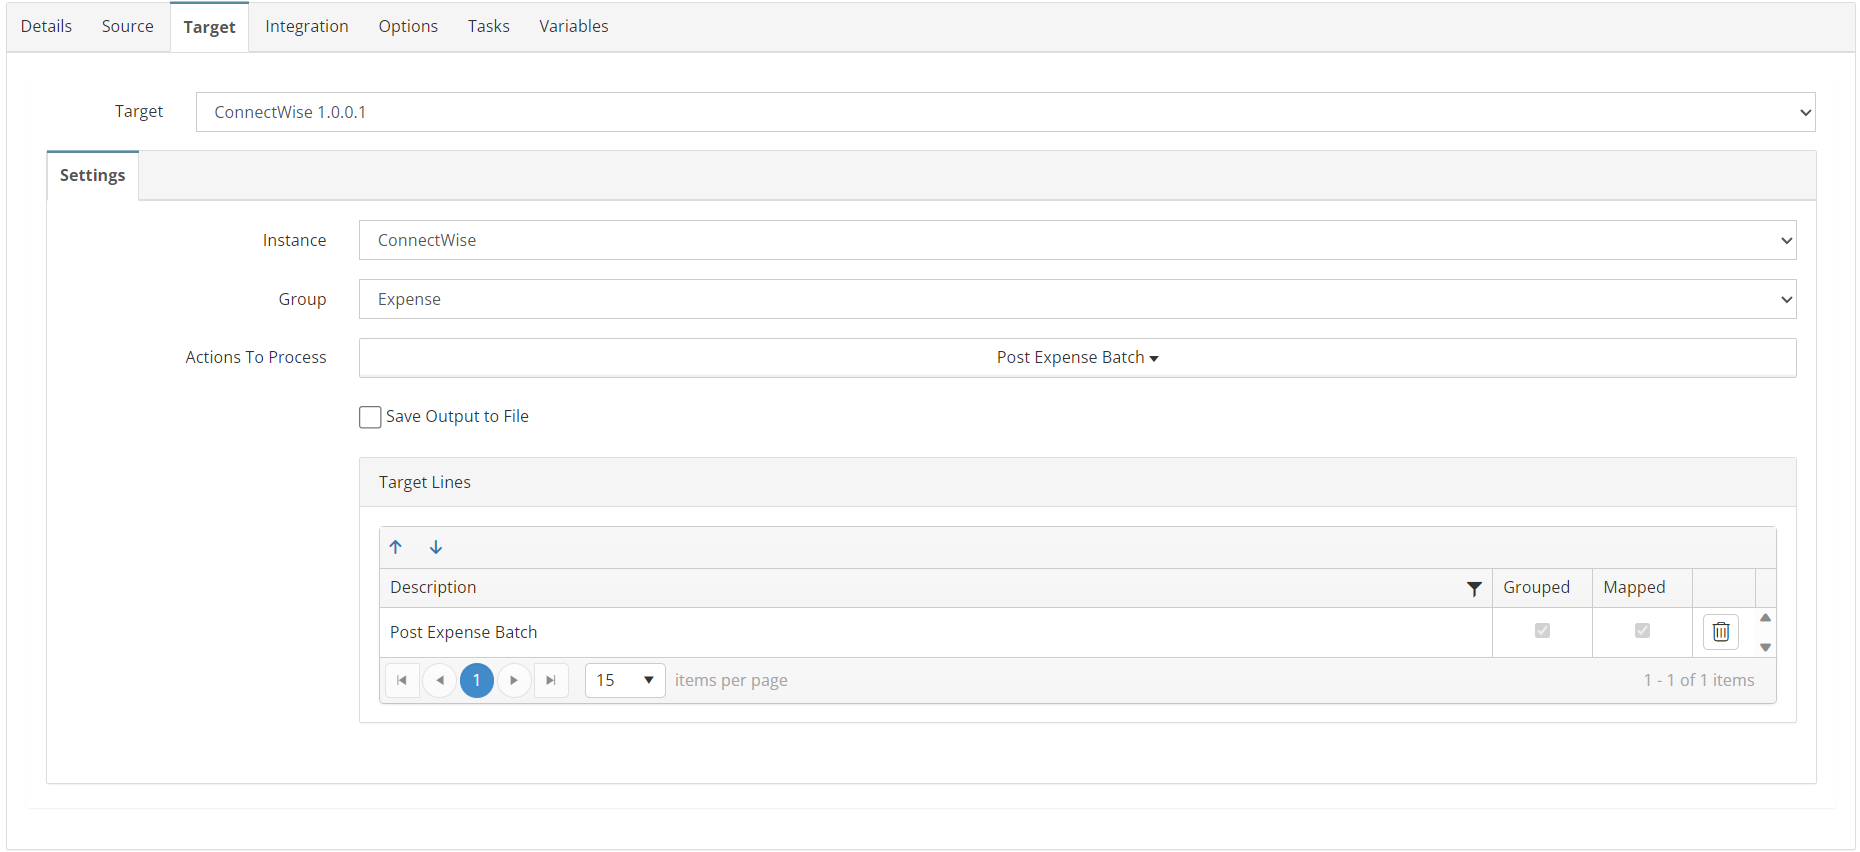 Details Source Target Integration Options Tasks Variables
Target ConnectWise 1.0.0.1
Settings
Instance ConnectWise
Group Expense
Actions To Process Post Expense Batch
Save Output to File
Target Lines
Description Grouped Mapped
Post Expense Batch
1 15 items per page 1 - 1 of 1 items